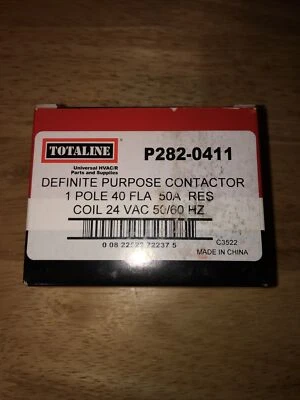 TOTALINE
Universal HVAC/R
Parts and Supplies
P282-0411
DEFINITE PURPOSE CONTACTOR
1 POLE 40 FLA 50A RES
COIL 24 VAC 50/60 HZ
C3522
MADE IN CHINA